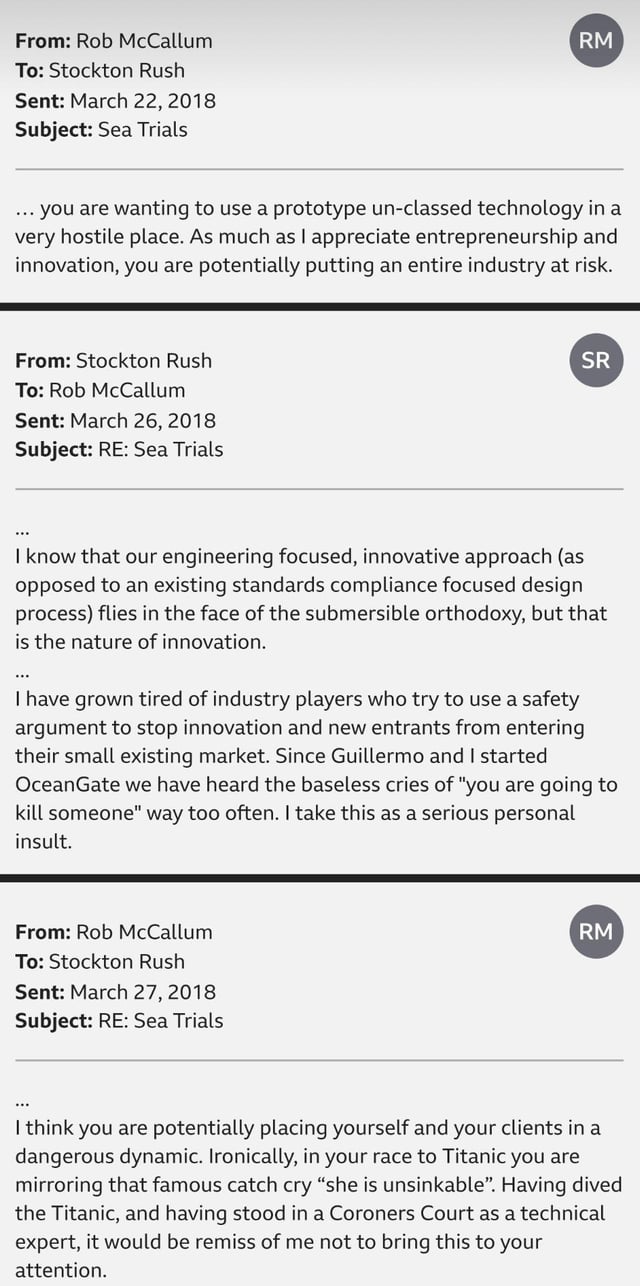 From: Rob McCallum
RM
To: Stockton Rush
Sent: March 22, 2018
Subject: Sea Trials
... you are wanting to use a prototype un-classed technology in a
very hostile place. As much as I appreciate entrepreneurship and
innovation, you are potentially putting an entire industry at risk.
From: Stockton Rush
SR
To: Rob McCallum
Sent: March 26, 2018
Subject: RE: Sea Trials
...
I know that our engineering focused, innovative approach (as
opposed to an existing standards compliance focused design
process) flies in the face of the submersible orthodoxy, but that
is the nature of innovation.
...
I have grown tired of industry players who try to use a safety
argument to stop innovation and new entrants from entering
their small existing market. Since Guillermo and I started
OceanGate we have heard the baseless cries of "you are going to
kill someone" way too often. I take this as a serious personal
insult.
From: Rob McCallum
RM
To: Stockton Rush
Sent: March 27, 2018
Subject: RE: Sea Trials
...
I think you are potentially placing yourself and your clients in a
dangerous dynamic. Ironically, in your race to Titanic you are
mirroring that famous catch cry “she is unsinkable”. Having dived
the Titanic, and having stood in a Coroners Court as a technical
expert, it would be remiss of me not to bring this to your
attention.